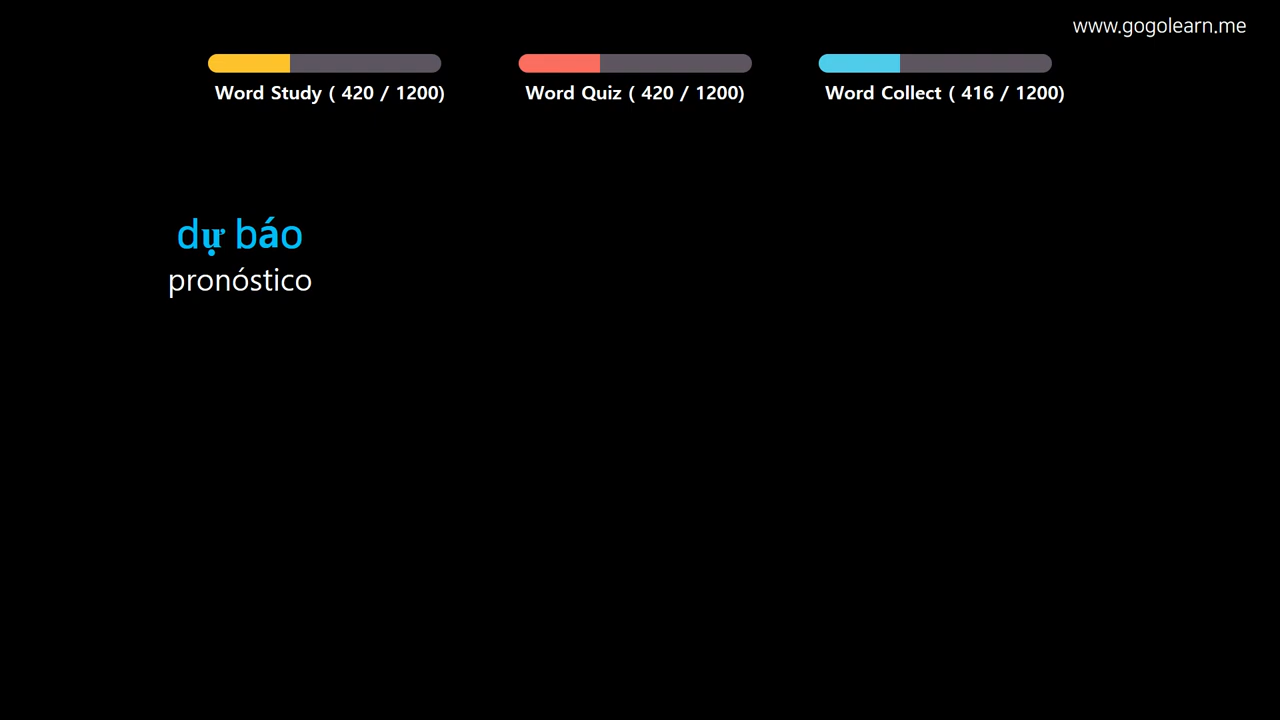 www.gogolearn.me
Word Study ( 420 / 1200)
Word Quiz ( 420 / 1200)
Word Collect ( 416 / 1200)
dự báo
pronóstico